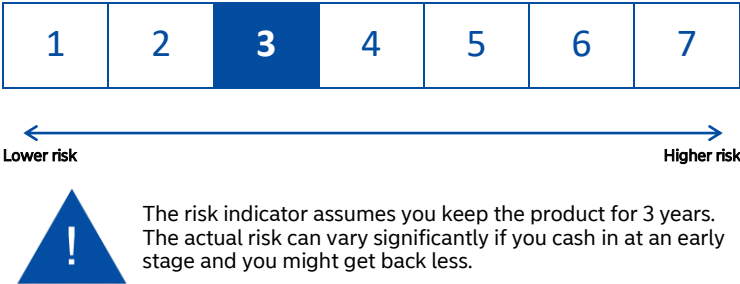 1 2 3 4 5 6 7
Lower risk Higher risk
!
The risk indicator assumes you keep the product for 3 years.
The actual risk can vary significantly if you cash in at an early
stage and you might get back less.